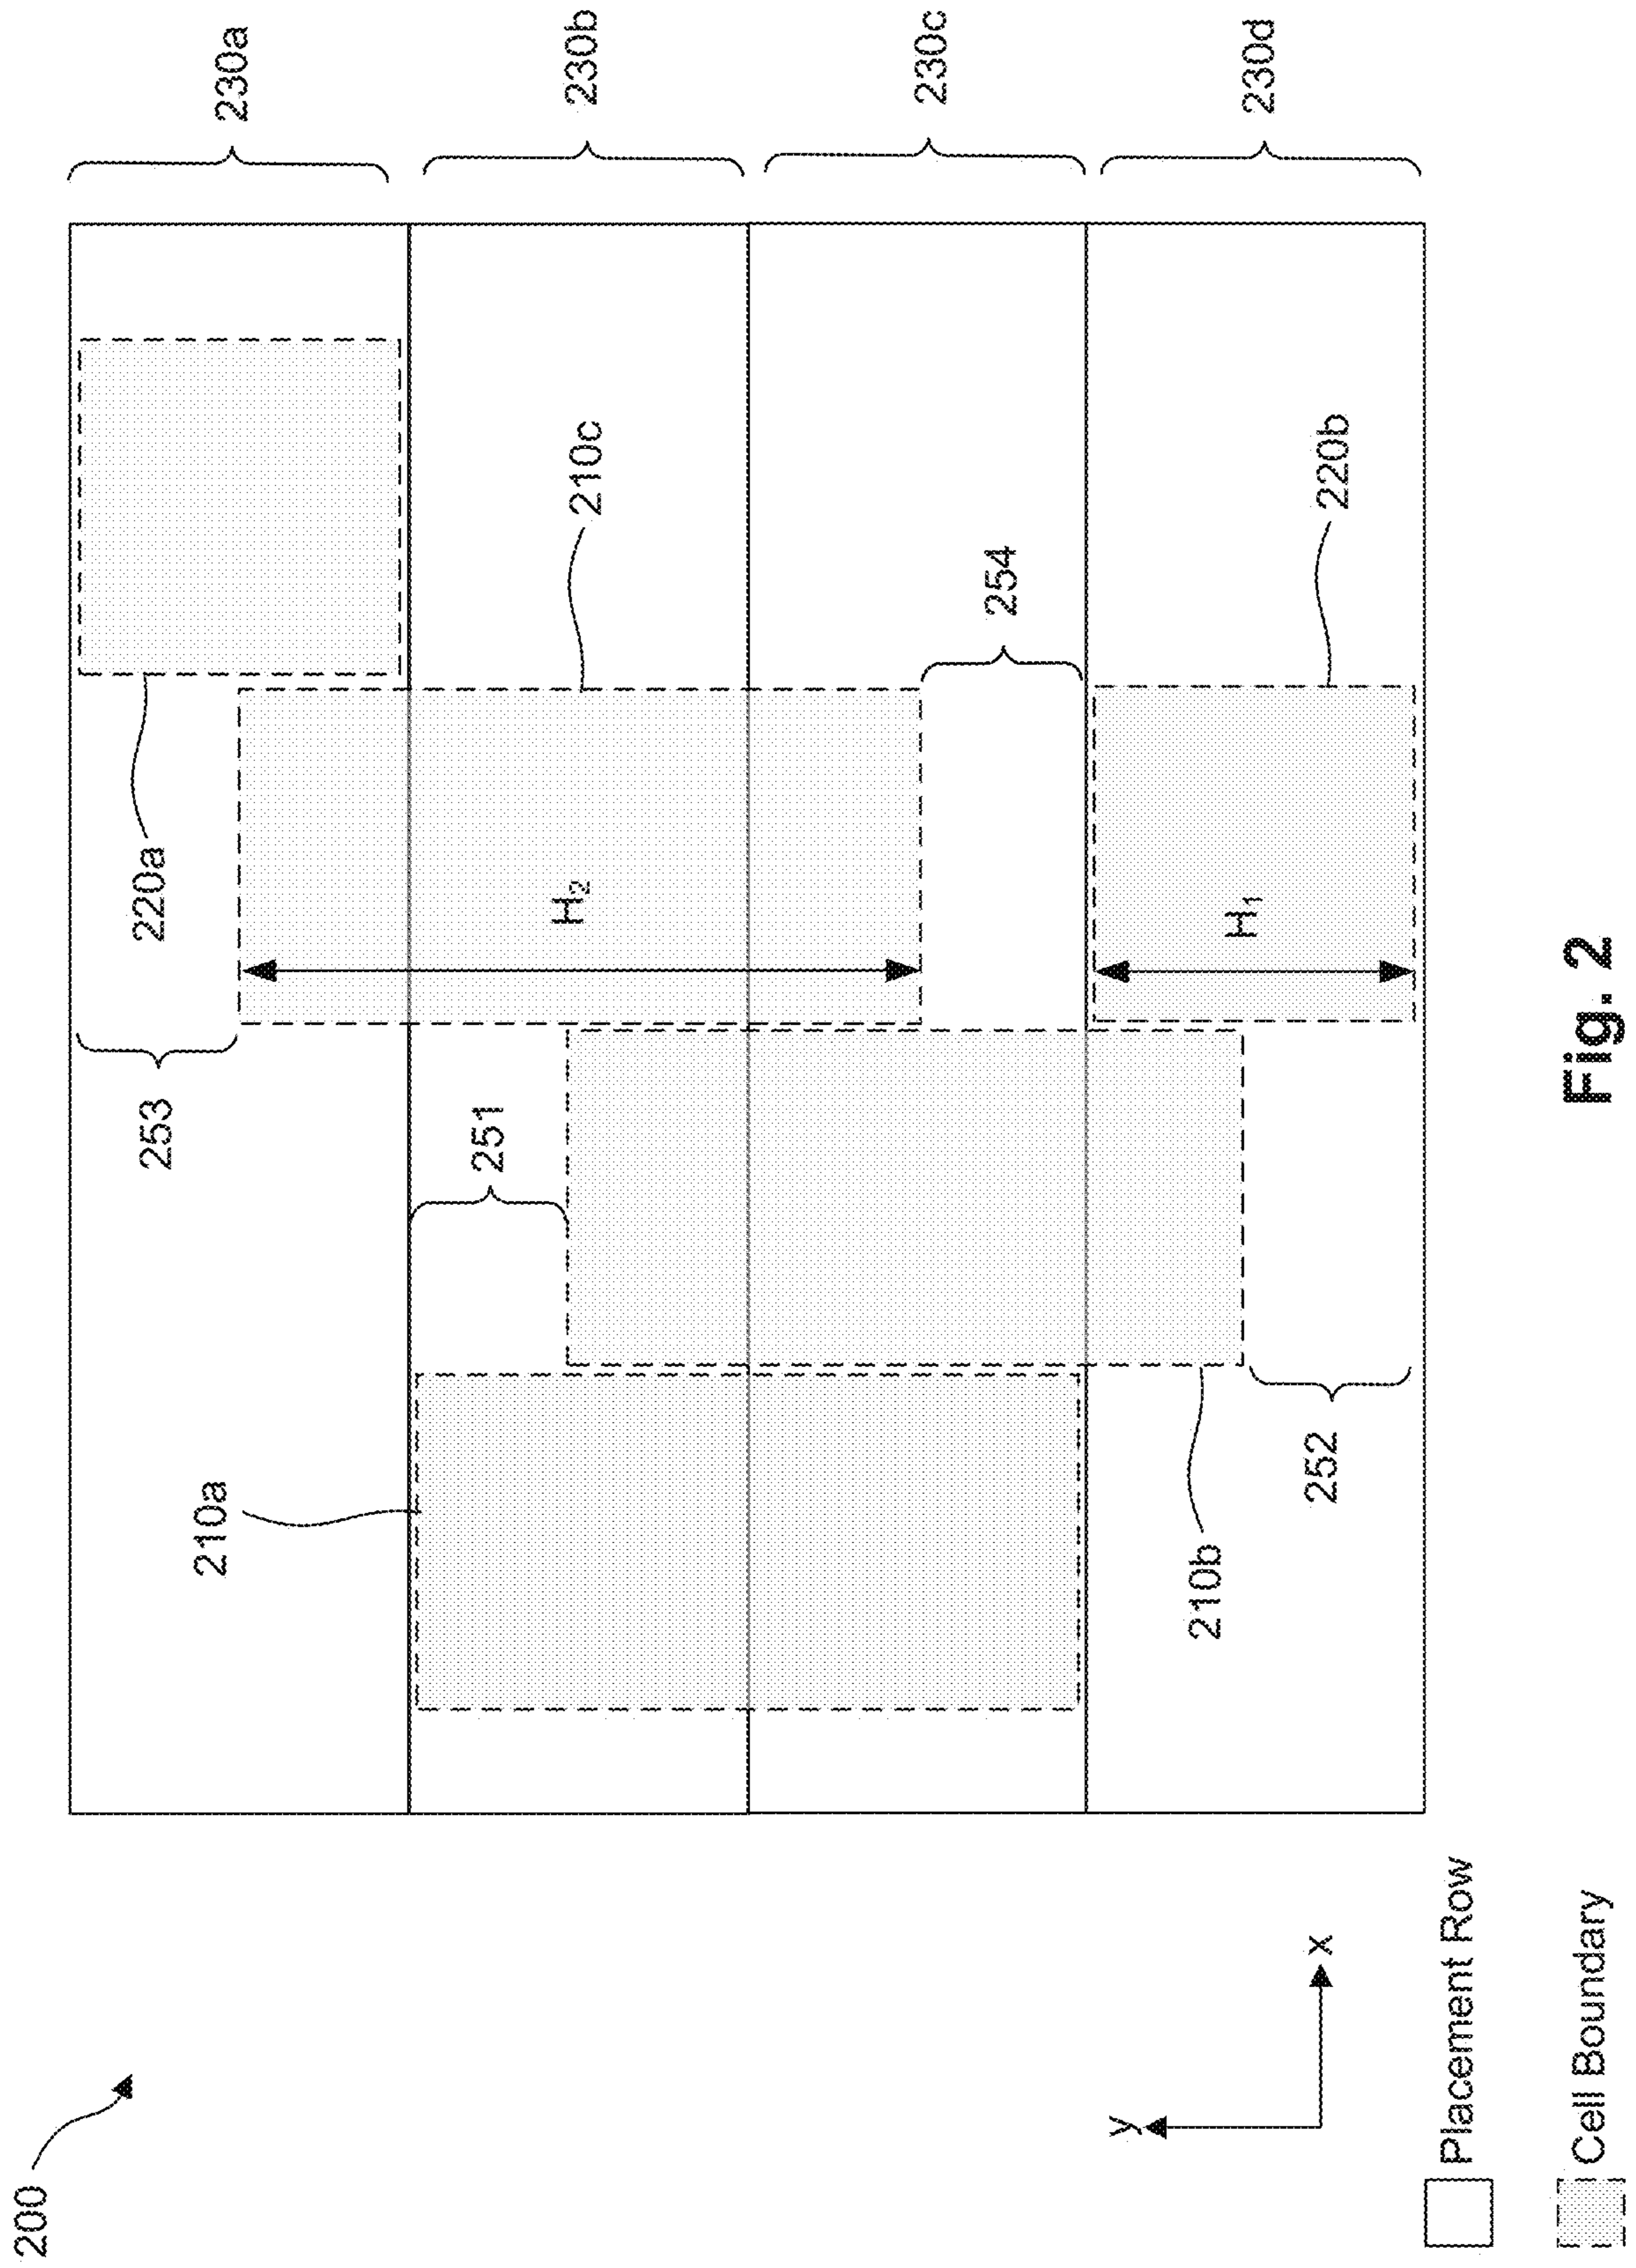 200
230a
230b
230c
230d
220a
253
210c
H₂
251
254
210a
220b
H₁
210b
252
y
x
Placement Row
Cell Boundary
Fig. 2